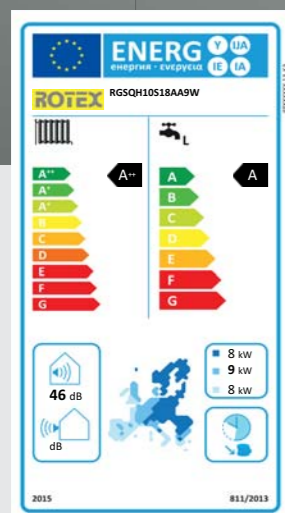 ENERG Y IJA
енергия · ενεργεια IE IA
ROTEX RGSQH10S18AA9W
L
A++ A++ A A
A+ B
A+ C
B D
C E
D F
E G
F
G
8 kW
46 dB 9 kW
8 kW
dB
2015 811/2013